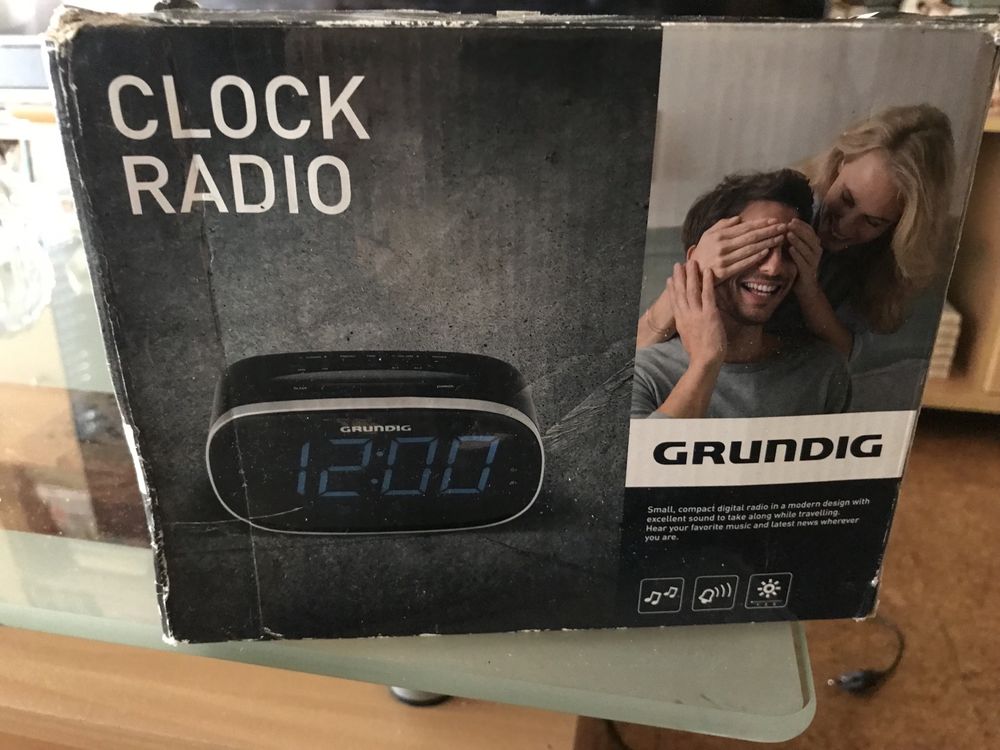 CLOCK
RADIO
GRUNDIG
12:00
GRUNDIG
Small, compact digital radio in a modern design with
excellent sound to take along while travelling.
Hear your favorite music and latest news wherever
you are.